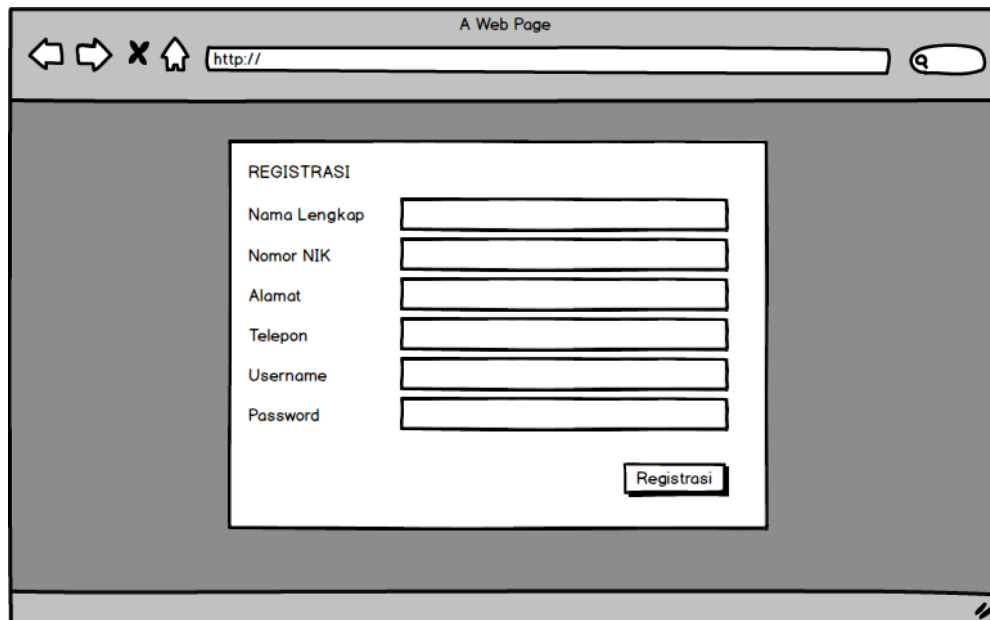 A Web Page
http://
REGISTRASI
Nama Lengkap
Nomor NIK
Alamat
Telepon
Username
Password
Registrasi